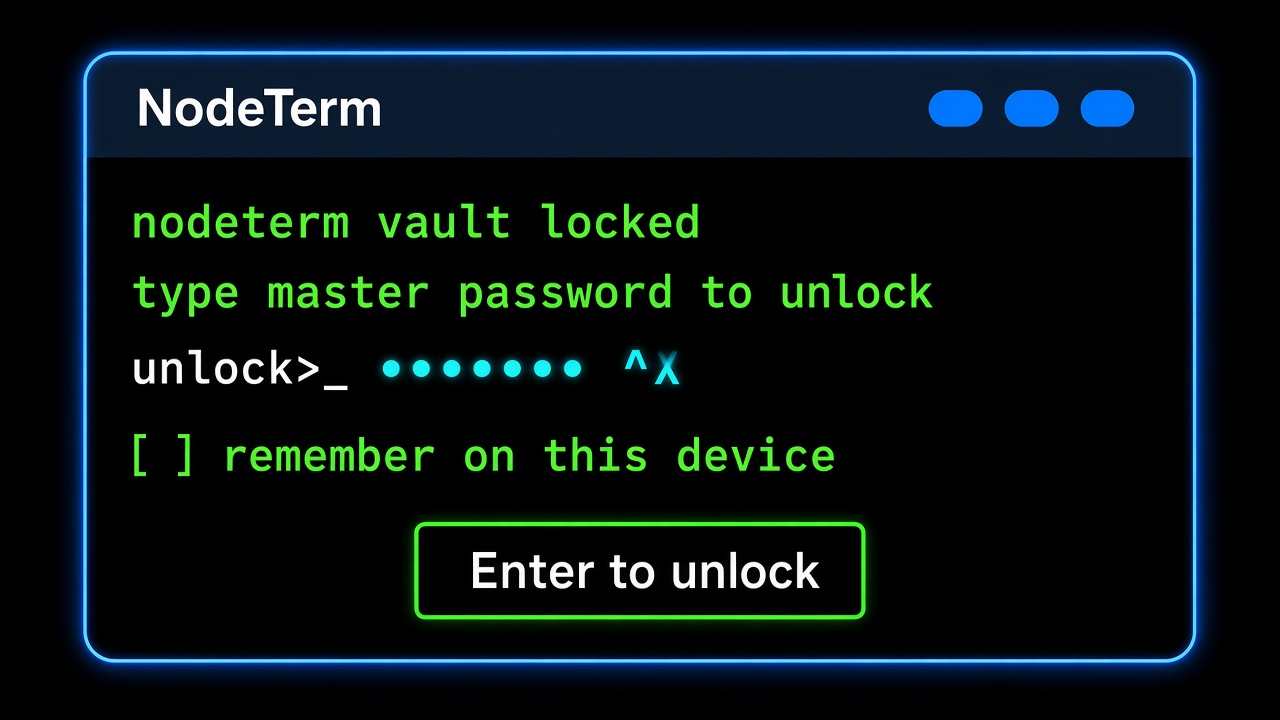 NodeTerm
nodeterm vault locked
type master password to unlock
unlock>_ ••••••• ^X
[ ] remember on this device
Enter to unlock